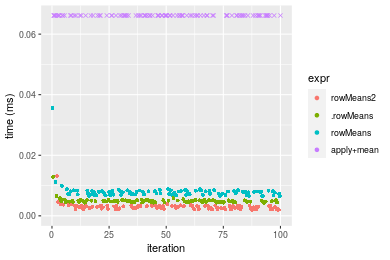 0.06
0.04
0.02
0.00
time (ms)
0
25
50
75
100
iteration
expr
rowMeans2
.rowMeans
rowMeans
apply+mean